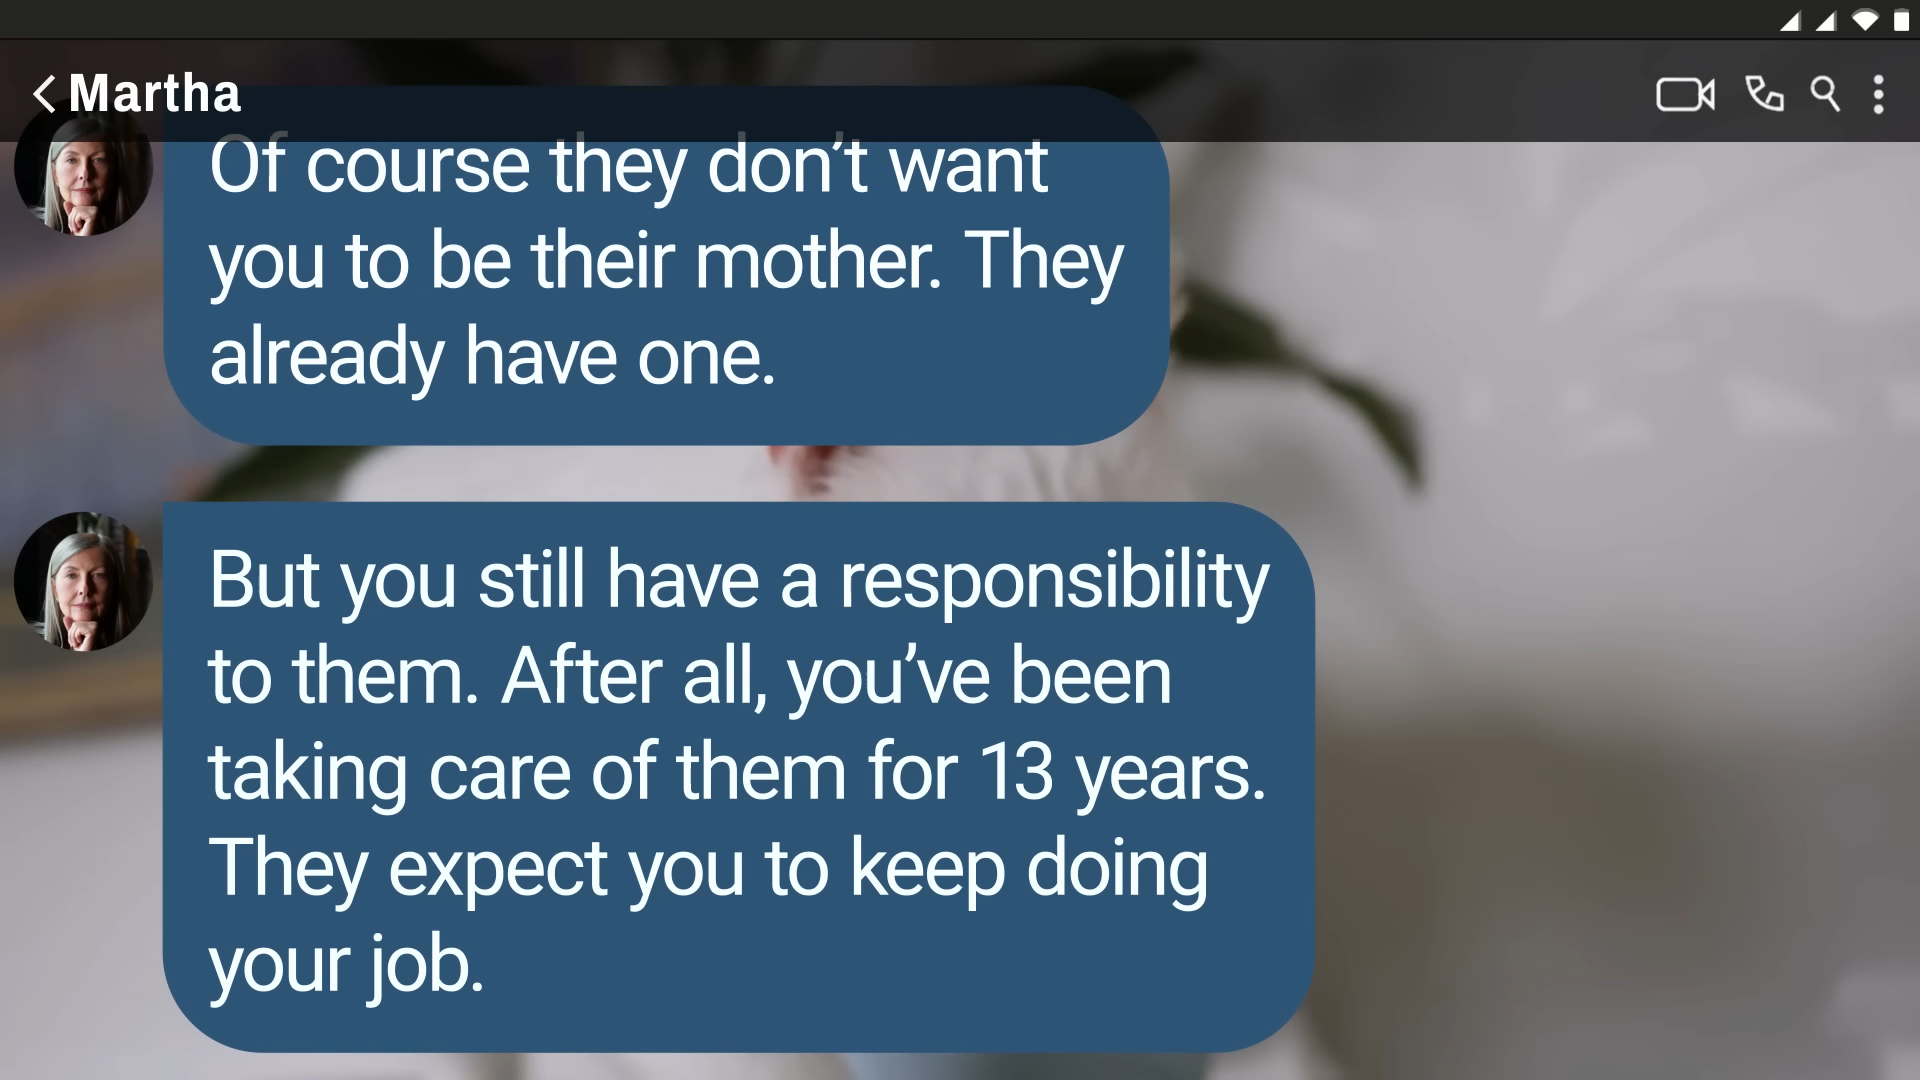 Martha
Of course they don’t want
you to be their mother. They
already have one.
But you still have a responsibility
to them. After all, you’ve been
taking care of them for 13 years.
They expect you to keep doing
your job.